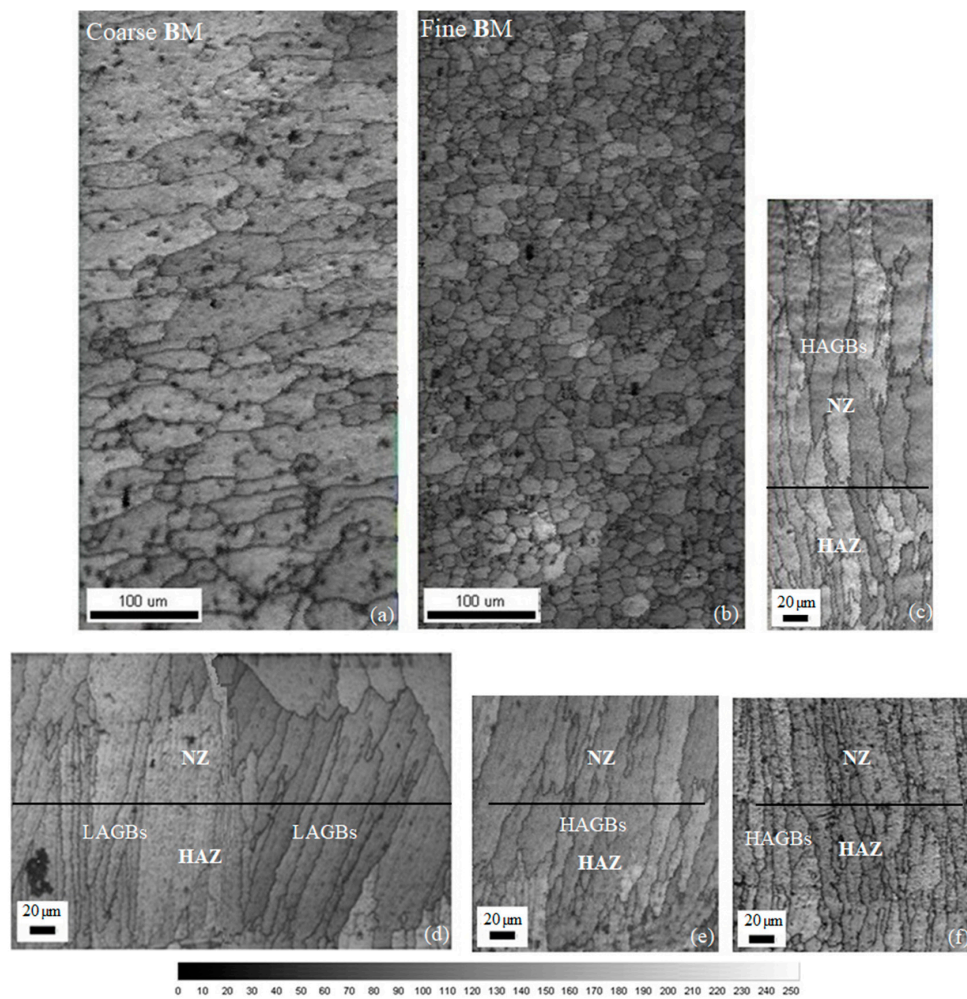 Coarse BM
Fine BM
100 um
(a)
100 um
(b)
HAGBs
NZ
HAZ
20 μm
(c)
NZ
LAGBs
LAGBs
HAZ
20 μm
(d)
NZ
HAGBs
HAZ
20 μm
(e)
NZ
HAGBs
HAZ
20 μm
(f)
0 10 20 30 40 50 60 70 80 90 100 110 120 130 140 150 160 170 180 190 200 210 220 230 240 250